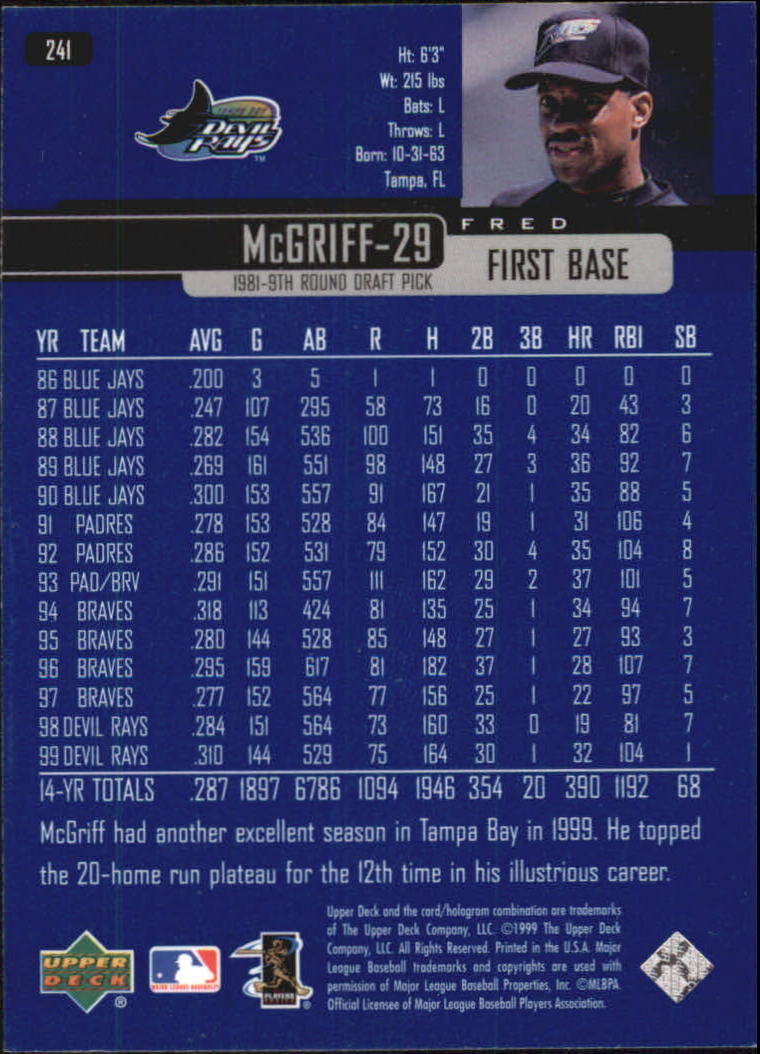 241
TAMPA BAY
DEVIL
RAYS
TM
Ht: 6'3"
Wt: 215 lbs
Bats: L
Throws: L
Born: 10-31-63
Tampa, FL
FRED
McGRIFF-29
FIRST BASE
1981-9TH ROUND DRAFT PICK
YR TEAM AVG G AB R H 2B 3B HR RBI SB
86 BLUE JAYS .200 3 5 1 1 0 0 0 0 0
87 BLUE JAYS .247 107 295 58 73 16 0 20 43 3
88 BLUE JAYS .282 154 536 100 151 35 4 34 82 6
89 BLUE JAYS .269 161 551 98 148 27 3 36 92 7
90 BLUE JAYS .300 153 557 91 167 21 1 35 88 5
91 PADRES .278 153 528 84 147 19 1 31 106 4
92 PADRES .286 152 531 79 152 30 4 35 104 8
93 PAD/BRV .291 151 557 111 162 29 2 37 101 5
94 BRAVES .318 113 424 81 135 25 1 34 94 7
95 BRAVES .280 144 528 85 148 27 1 27 93 3
96 BRAVES .295 159 617 81 182 37 1 28 107 7
97 BRAVES .277 152 564 77 156 25 1 22 97 5
98 DEVIL RAYS .284 151 564 73 160 33 0 19 81 7
99 DEVIL RAYS .310 144 529 75 164 30 1 32 104 1
14-YR TOTALS .287 1897 6786 1094 1946 354 20 390 1192 68
McGriff had another excellent season in Tampa Bay in 1999. He topped
the 20-home run plateau for the 12th time in his illustrious career.
UPPER
DECK
®
MAJOR LEAGUE BASEBALL
PLAYERS
®
Upper Deck and the card/hologram combination are trademarks
of The Upper Deck Company, LLC. ©1999 The Upper Deck
Company, LLC. All Rights Reserved. Printed in the U.S.A. Major
League Baseball trademarks and copyrights are used with
permission of Major League Baseball Properties, Inc. ©MLBPA
Official Licensee of Major League Baseball Players Association.